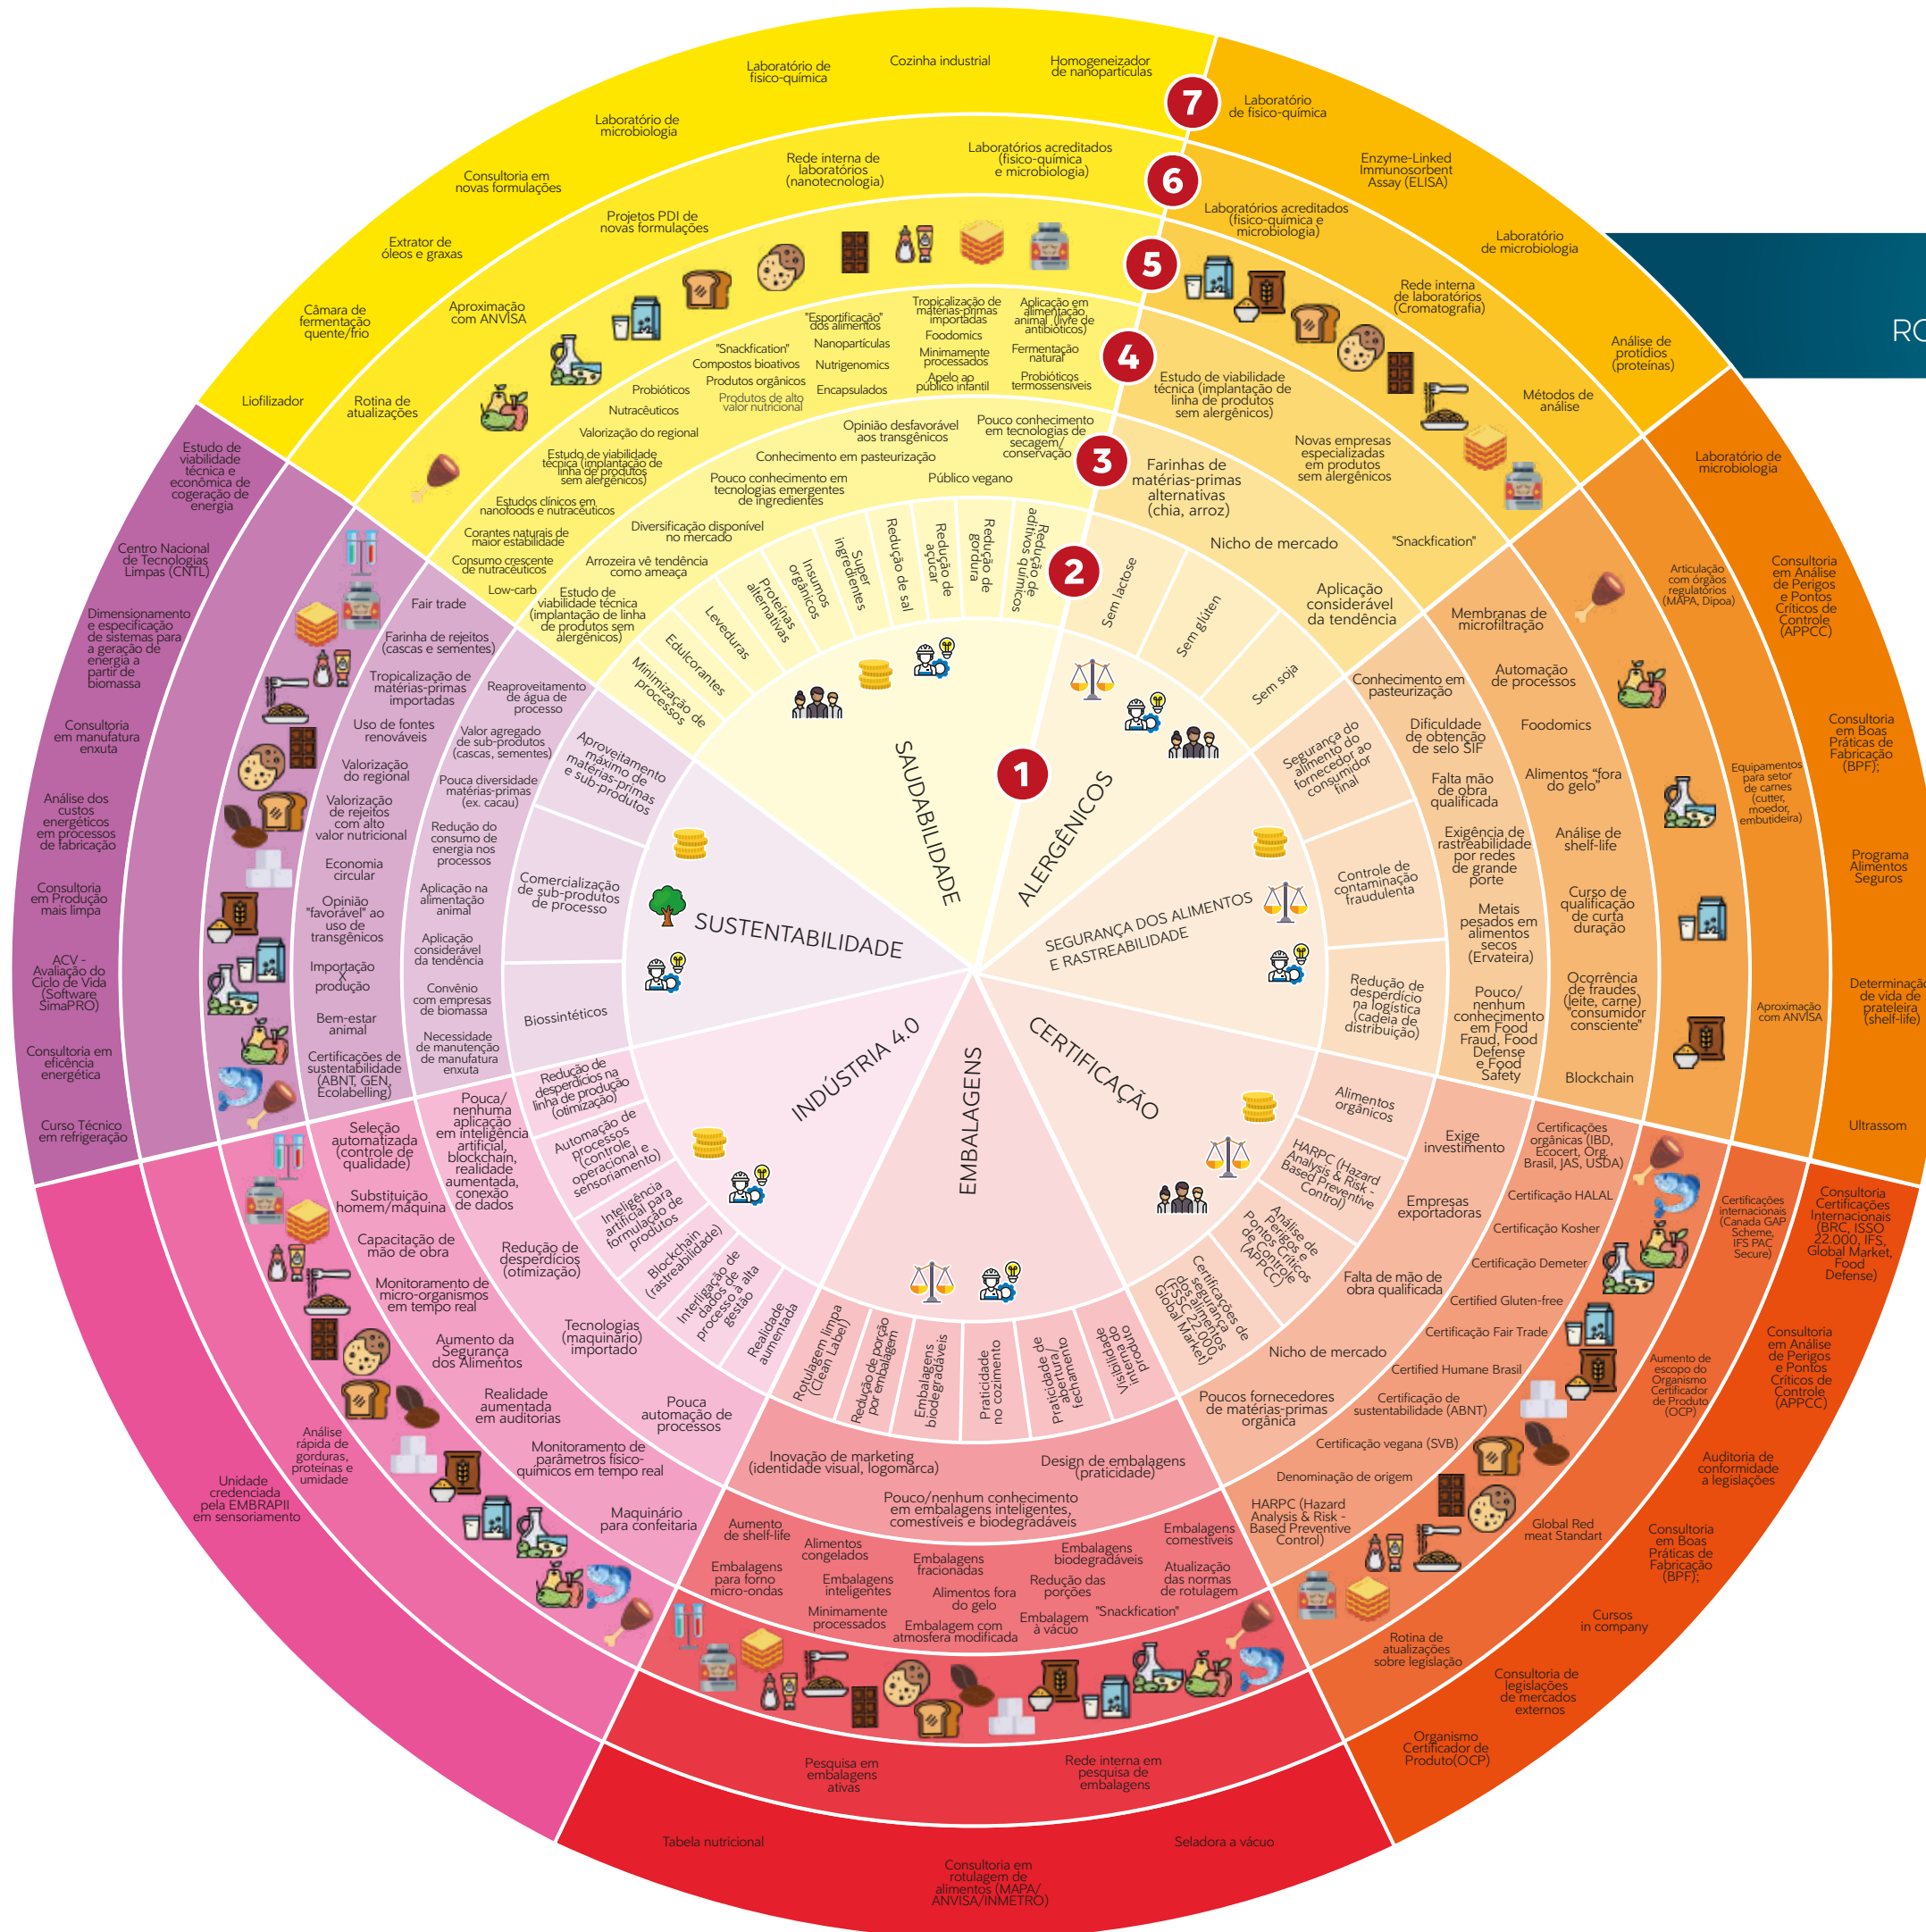 Laboratório de
fisico-química
Cozinha industrial
Homogeneizador
de nanopartículas
Laboratório de
microbiologia
Consultoria em
novas formulações
Extrator de
óleos e graxas
Câmara de
fermentação
quente/frio
Liofilizador
Rede interna de
laboratórios
(nanotecnologia)
Laboratórios acreditados
(fisico-química
e microbiologia)
Projetos PDI de
novas formulações
Aproximação
com ANVISA
Rotina de
atualizações
Tropicalização de
matérias-primas
importadas
Aplicação em
alimentação
animal (livre de
antibióticos)
"Esportificação"
dos alimentos
Foodomics
Nanopartículas
"Snackfication"
Minimamente
processados
Fermentação
natural
Compostos bioativos
Nutrigenomics
Produtos orgânicos
Apelo ao
público infantil
Probióticos
termossensíveis
Probióticos
Encapsulados
Produtos de alto
valor nutricional
Nutracêuticos
Valorização do regional
Estudo de viabilidade
técnica (implantação de
linha de produtos
sem alergênicos)
Estudos clínicos em
nanofoods e nutracêuticos
Corantes naturais de
maior estabilidade
Consumo crescente
de nutracêuticos
Low-carb
Opinião desfavorável
aos transgênicos
Pouco conhecimento
em tecnologias de
secagem/
conservação
Conhecimento em pasteurização
Pouco conhecimento em
tecnologias emergentes
de ingredientes
Público vegano
Diversificação disponível
no mercado
Arrozeira vê tendência
como ameaça
Estudo de
viabilidade técnica
(implantação de linha
de produtos sem
alergênicos)
Minimização de
processos
Edulcorantes
Leveduras
Proteínas
alternativas
Insumos
orgânicos
Super
ingredientes
Redução de sal
Redução de
açúcar
Redução de
gordura
Redução de
aditivos químicos
SAUDABILIDADE
7
6
5
4
3
2
1
Laboratório
de fisico-química
Enzyme-Linked
Immunosorbent
Assay (ELISA)
Laboratório
de microbiologia
Análise de
protídios
(proteínas)
Laboratórios acreditados
(fisico-química e
microbiologia)
Rede interna
de laboratórios
(Cromatografia)
Métodos de
análise
Estudo de viabilidade
técnica (implantação de
linha de produtos
sem alergênicos)
Novas empresas
especializadas
em produtos
sem alergênicos
"Snackfication"
Farinhas de
matérias-primas
alternativas
(chia, arroz)
Nicho de mercado
Aplicação
considerável
da tendência
Sem lactose
Sem glúten
Sem soja
ALERGÊNICOS
RO
Laboratório de
microbiologia
Consultoria
em Análise
de Perigos
e Pontos
Críticos de
Controle
(APPCC)
Consultoria
em Boas
Práticas de
Fabricação
(BPF);
Programa
Alimentos
Seguros
Determinação
de vida de
prateleira
(shelf-life)
Ultrassom
Articulação
com órgãos
regulatórios
(MAPA, Dipoa)
Equipamentos
para setor
de carnes
(cutter,
moedor,
embutideira)
Aproximação
com ANVISA
Membranas de
microfiltração
Automação
de processos
Foodomics
Alimentos "fora
do gelo"
Análise de
shelf-life
Curso de
qualificação
de curta
duração
Ocorrência
de fraudes,
(leite, carne)
"consumidor
consciente"
Blockchain
Conhecimento em
pasteurização
Dificuldade
de obtenção
de selo SIF
Falta mão
de obra
qualificada
Exigência de
rastreabilidade
por redes
de grande
porte
Metais
pesados em
alimentos
secos
(Ervateira)
Pouco/
nenhum
conhecimento
em Food
Fraud, Food
Defense
e Food
Safety
Segurança do
alimento do
fornecedor ao
consumidor
final
Controle de
contaminação
fraudulenta
Redução de
desperdício
na logística
(cadeia de
distribuição)
SEGURANÇA DOS ALIMENTOS
E RASTREABILIDADE
Consultoria
Certificações
Internacionais
(BRC, ISSO
22.000, IFS,
Global Market,
Food
Defense)
Consultoria
em Análise
de Perigos
e Pontos
Críticos de
Controle
(APPCC)
Auditoria de
conformidade
a legislações
Consultoria
em Boas
Práticas de
Fabricação
(BPF);
Cursos
in company
Consultoria de
legislações
de mercados
externos
Organismo
Certificador de
Produto(OCP)
Certificações
internacionais
(Canada GAP
Scheme,
IFS PAC
Secure)
Aumento de
escopo do
Organismo
Certificador
de Produto
(OCP)
Global Red
meat Standart
Rotina de
atualizações
sobre legislação
Certificações
orgânicas (IBD,
Ecocert, Org.
Brasil, JAS, USDA)
Certificação HALAL
Certificação Kosher
Certificação Demeter
Certified Gluten-free
Certificação Fair Trade
Certified Humane Brasil
Certificação de
sustentabilidade (ABNT)
Certificação vegana (SVB)
Denominação de origem
HARPC (Hazard
Analysis & Risk -
Based Preventive
Control)
Exige
investimento
Empresas
exportadoras
Falta de mão de
obra qualificada
Nicho de mercado
Poucos fornecedores
de matérias-primas
orgânica
Alimentos
orgânicos
HARPC (Hazard
Analysis & Risk -
Based Preventive
Control)
Análise de
Perigos e
Pontos Críticos
de Controle
(APPCC)
Certificações de
segurança
dos alimentos
(FSSC 22.000,
Global Market)
CERTIFICAÇÃO
EMBALAGENS
Rotulagem limpa
(Clean Label)
Redução de porção
por embalagem
Embalagens
biodegradáveis
Praticidade
no cozimento
Praticidade de
abertura/
fechamento
Visibilidade
interna do
produto
Inovação de marketing
(identidade visual, logomarca)
Design de embalagens
(praticidade)
Pouco/nenhum conhecimento
em embalagens inteligentes,
comestíveis e biodegradáveis
Aumento
de shelf-life
Alimentos
congelados
Embalagens
fracionadas
Embalagens
biodegradáveis
Embalagens
comestíveis
Embalagens
para forno
micro-ondas
Embalagens
inteligentes
Alimentos fora
do gelo
Redução das
porções
Atualização
das normas
de rotulagem
Minimamente
processados
Embalagem com
atmosfera modificada
Embalagem
à vácuo
"Snackfication"
Pesquisa em
embalagens
ativas
Rede interna em
pesquisa de
embalagens
Tabela nutricional
Consultoria em
rotulagem de
alimentos (MAPA/
ANVISA/INMETRO)
Seladora a vácuo
INDÚSTRIA 4.0
Redução de
desperdícios na
linha de produção
(otimização)
Automação de
processos
(controle
operacional e
sensoriamento)
Inteligência
artificial para
formulação de
produtos
Blockchain
(rastreabilidade)
Interligação de
dados de
processo à alta
gestão
Realidade
aumentada
Pouca/
nenhuma
aplicação
em inteligência
artificial,
blockchain,
realidade
aumentada,
conexão
de dados
Redução de
desperdícios
(otimização)
Tecnologias
(maquinário)
importado
Pouca
automação de
processos
Seleção
automatizada
(controle de
qualidade)
Substituição
homem/máquina
Capacitação de
mão de obra
Monitoramento de
micro-organismos
em tempo real
Aumento da
Segurança
dos Alimentos
Realidade
aumentada
em auditorias
Monitoramento de
parâmetros físico-
químicos em tempo real
Maquinário
para confeitaria
Análise
rápida de
gorduras,
proteínas e
umidade
Unidade
credenciada
pela EMBRAPII
em sensoriamento
SUSTENTABILIDADE
Aproveitamento
máximo de
matérias-primas
e sub-produtos
Comercialização
de sub-produtos
de processo
Biossintéticos
Reaproveitamento
de água de
processo
Valor agregado
de sub-produtos
(cascas, sementes)
Pouca diversidade
matérias-primas
(ex. cacau)
Redução do
consumo de
energia nos
processos
Aplicação na
alimentação
animal
Aplicação
considerável
da tendência
Convênio
com empresas
de biomassa
Necessidade
de manutenção
de manufatura
enxuta
Fair trade
Farinha de rejeitos
(cascas e sementes)
Tropicalização de
matérias-primas
importadas
Uso de fontes
renováveis
Valorização
do regional
Valorização
de rejeitos
com alto
valor nutricional
Economia
circular
Opinião
"favorável" ao
uso de
transgênicos
Importação
X
produção
Bem-estar
animal
Certificações de
sustentabilidade
(ABNT, GEN,
Ecolabelling)
Estudo de
viabilidade
técnica e
econômica de
cogeração de
energia
Centro Nacional
de Tecnologias
Limpas (CNTL)
Dimensionamento
e especificação
de sistemas para
a geração de
energia a
partir de
biomassa
Consultoria
em manufatura
enxuta
Análise dos
custos
energéticos
em processos
de fabricação
Consultoria
em Produção
mais limpa
ACV -
Avaliação do
Ciclo de Vida
(Software
SimaPRO)
Consultoria em
eficência
energética
Curso Técnico
em refrigeração